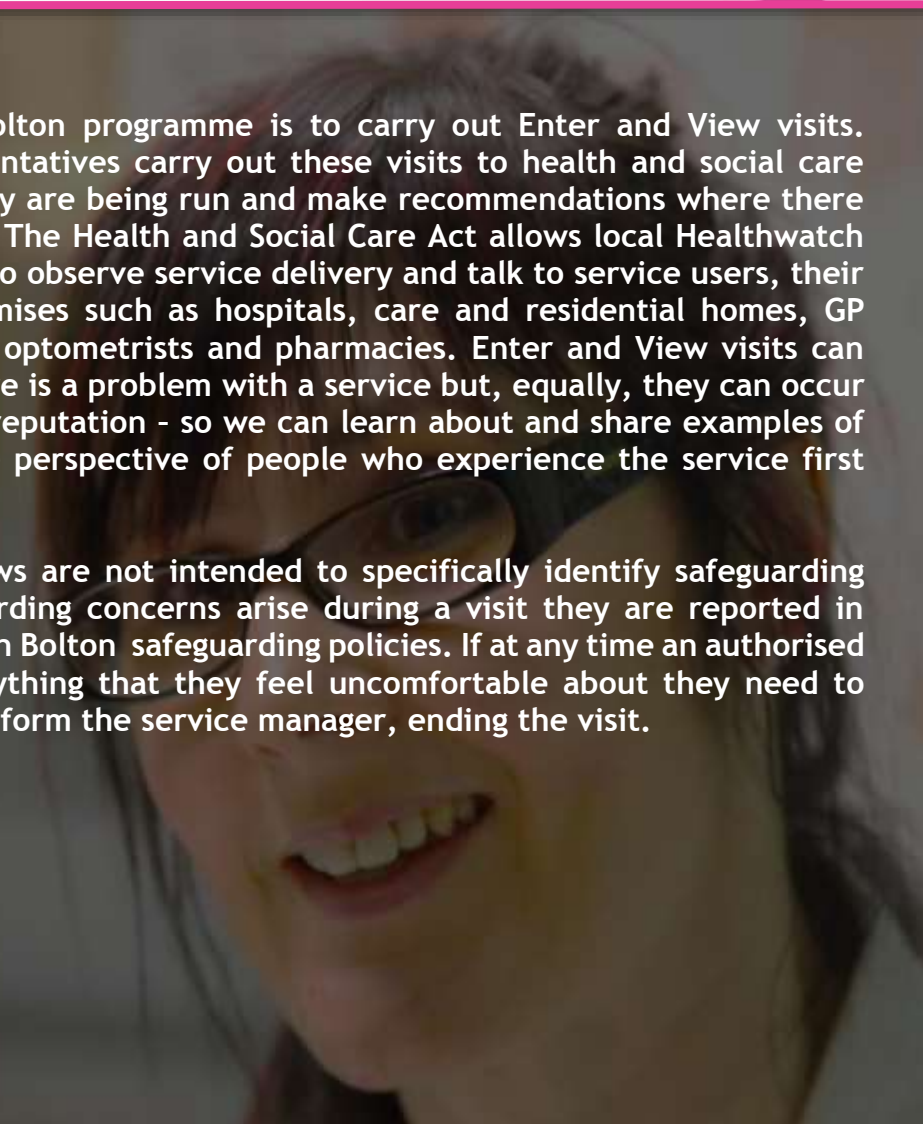 olton programme is to carry out Enter and View visits.
ntatives carry out these visits to health and social care
y are being run and make recommendations where there
The Health and Social Care Act allows local Healthwatch
o observe service delivery and talk to service users, their
mises such as hospitals, care and residential homes, GP
optometrists and pharmacies. Enter and View visits can
e is a problem with a service but, equally, they can occur
reputation – so we can learn about and share examples of
perspective of people who experience the service first
ws are not intended to specifically identify safeguarding
rding concerns arise during a visit they are reported in
n Bolton safeguarding policies. If at any time an authorised
ything that they feel uncomfortable about they need to
form the service manager, ending the visit.